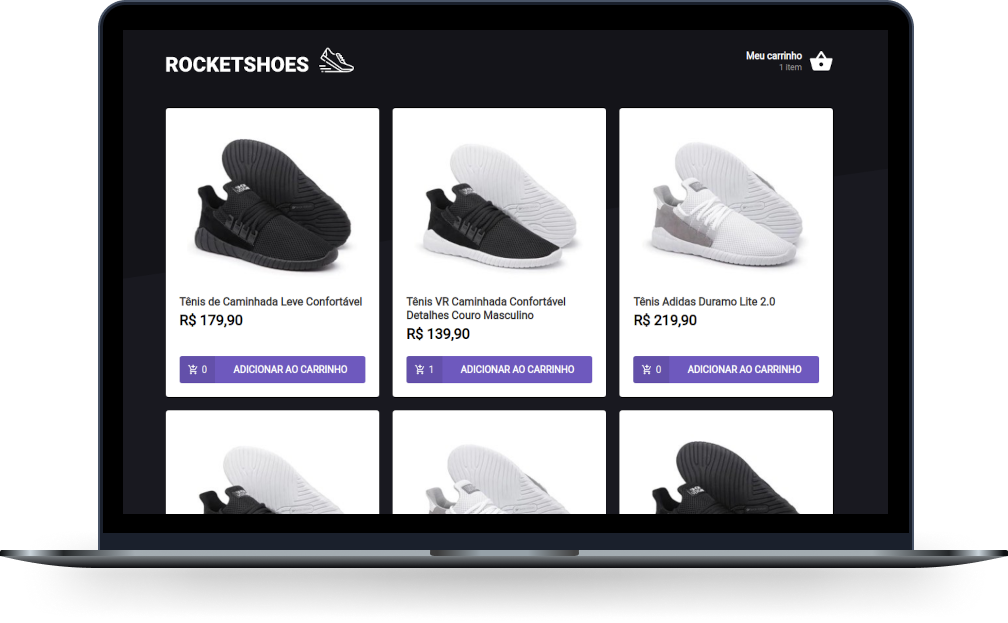 ROCKETSHOES
Meu carrinho
1 item
Tênis de Caminhada Leve Confortável
R$ 179,90
0 ADICIONAR AO CARRINHO
Tênis VR Caminhada Confortável
Detalhes Couro Masculino
R$ 139,90
1 ADICIONAR AO CARRINHO
Tênis Adidas Duramo Lite 2.0
R$ 219,90
0 ADICIONAR AO CARRINHO